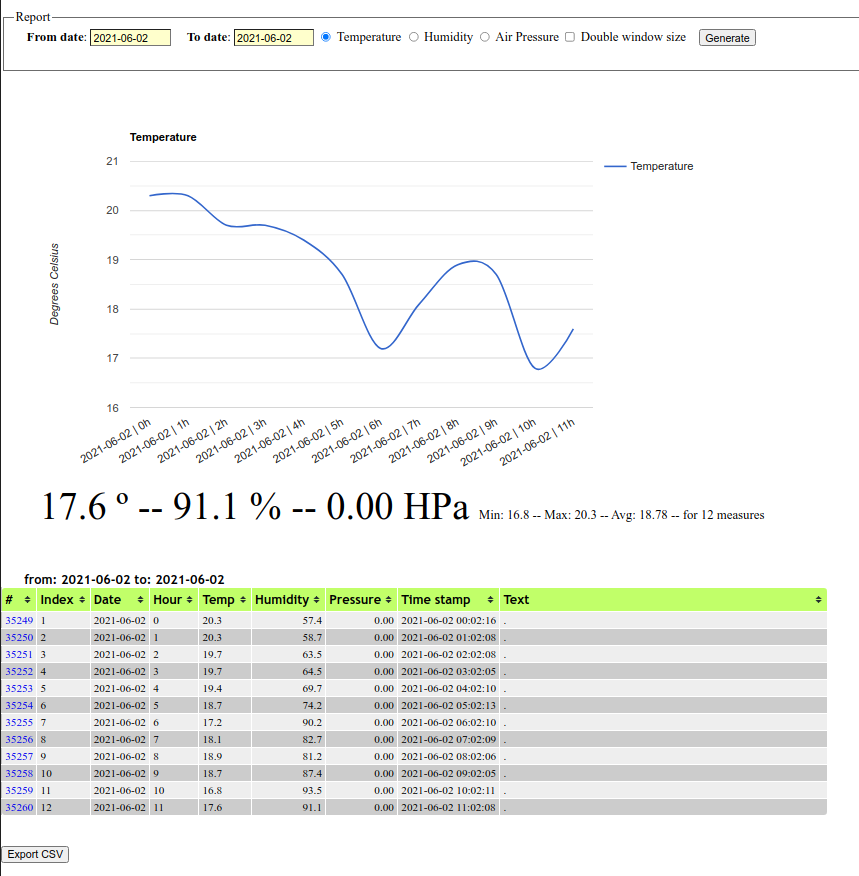 Report
From date: 2021-06-02 To date: 2021-06-02 Temperature Humidity Air Pressure Double window size Generate
Temperature
21
Temperature
20
19
18
17
16
Degrees Celsius
2021-06-02 | 0h
2021-06-02 | 1h
2021-06-02 | 2h
2021-06-02 | 3h
2021-06-02 | 4h
2021-06-02 | 5h
2021-06-02 | 6h
2021-06-02 | 7h
2021-06-02 | 8h
2021-06-02 | 9h
2021-06-02 | 10h
2021-06-02 | 11h
17.6 º -- 91.1 % -- 0.00 HPa Min: 16.8 -- Max: 20.3 -- Avg: 18.78 -- for 12 measures
from: 2021-06-02 to: 2021-06-02
# Index Date Hour Temp Humidity Pressure Time stamp Text
35249 1 2021-06-02 0 20.3 57.4 0.00 2021-06-02 00:02:16 .
35250 2 2021-06-02 1 20.3 58.7 0.00 2021-06-02 01:02:08 .
35251 3 2021-06-02 2 19.7 63.5 0.00 2021-06-02 02:02:08 .
35252 4 2021-06-02 3 19.7 64.5 0.00 2021-06-02 03:02:05 .
35253 5 2021-06-02 4 19.4 69.7 0.00 2021-06-02 04:02:10 .
35254 6 2021-06-02 5 18.7 74.2 0.00 2021-06-02 05:02:13 .
35255 7 2021-06-02 6 17.2 90.2 0.00 2021-06-02 06:02:10 .
35256 8 2021-06-02 7 18.1 82.7 0.00 2021-06-02 07:02:09 .
35257 9 2021-06-02 8 18.9 81.2 0.00 2021-06-02 08:02:06 .
35258 10 2021-06-02 9 18.7 87.4 0.00 2021-06-02 09:02:05 .
35259 11 2021-06-02 10 16.8 93.5 0.00 2021-06-02 10:02:11 .
35260 12 2021-06-02 11 17.6 91.1 0.00 2021-06-02 11:02:08 .
Export CSV